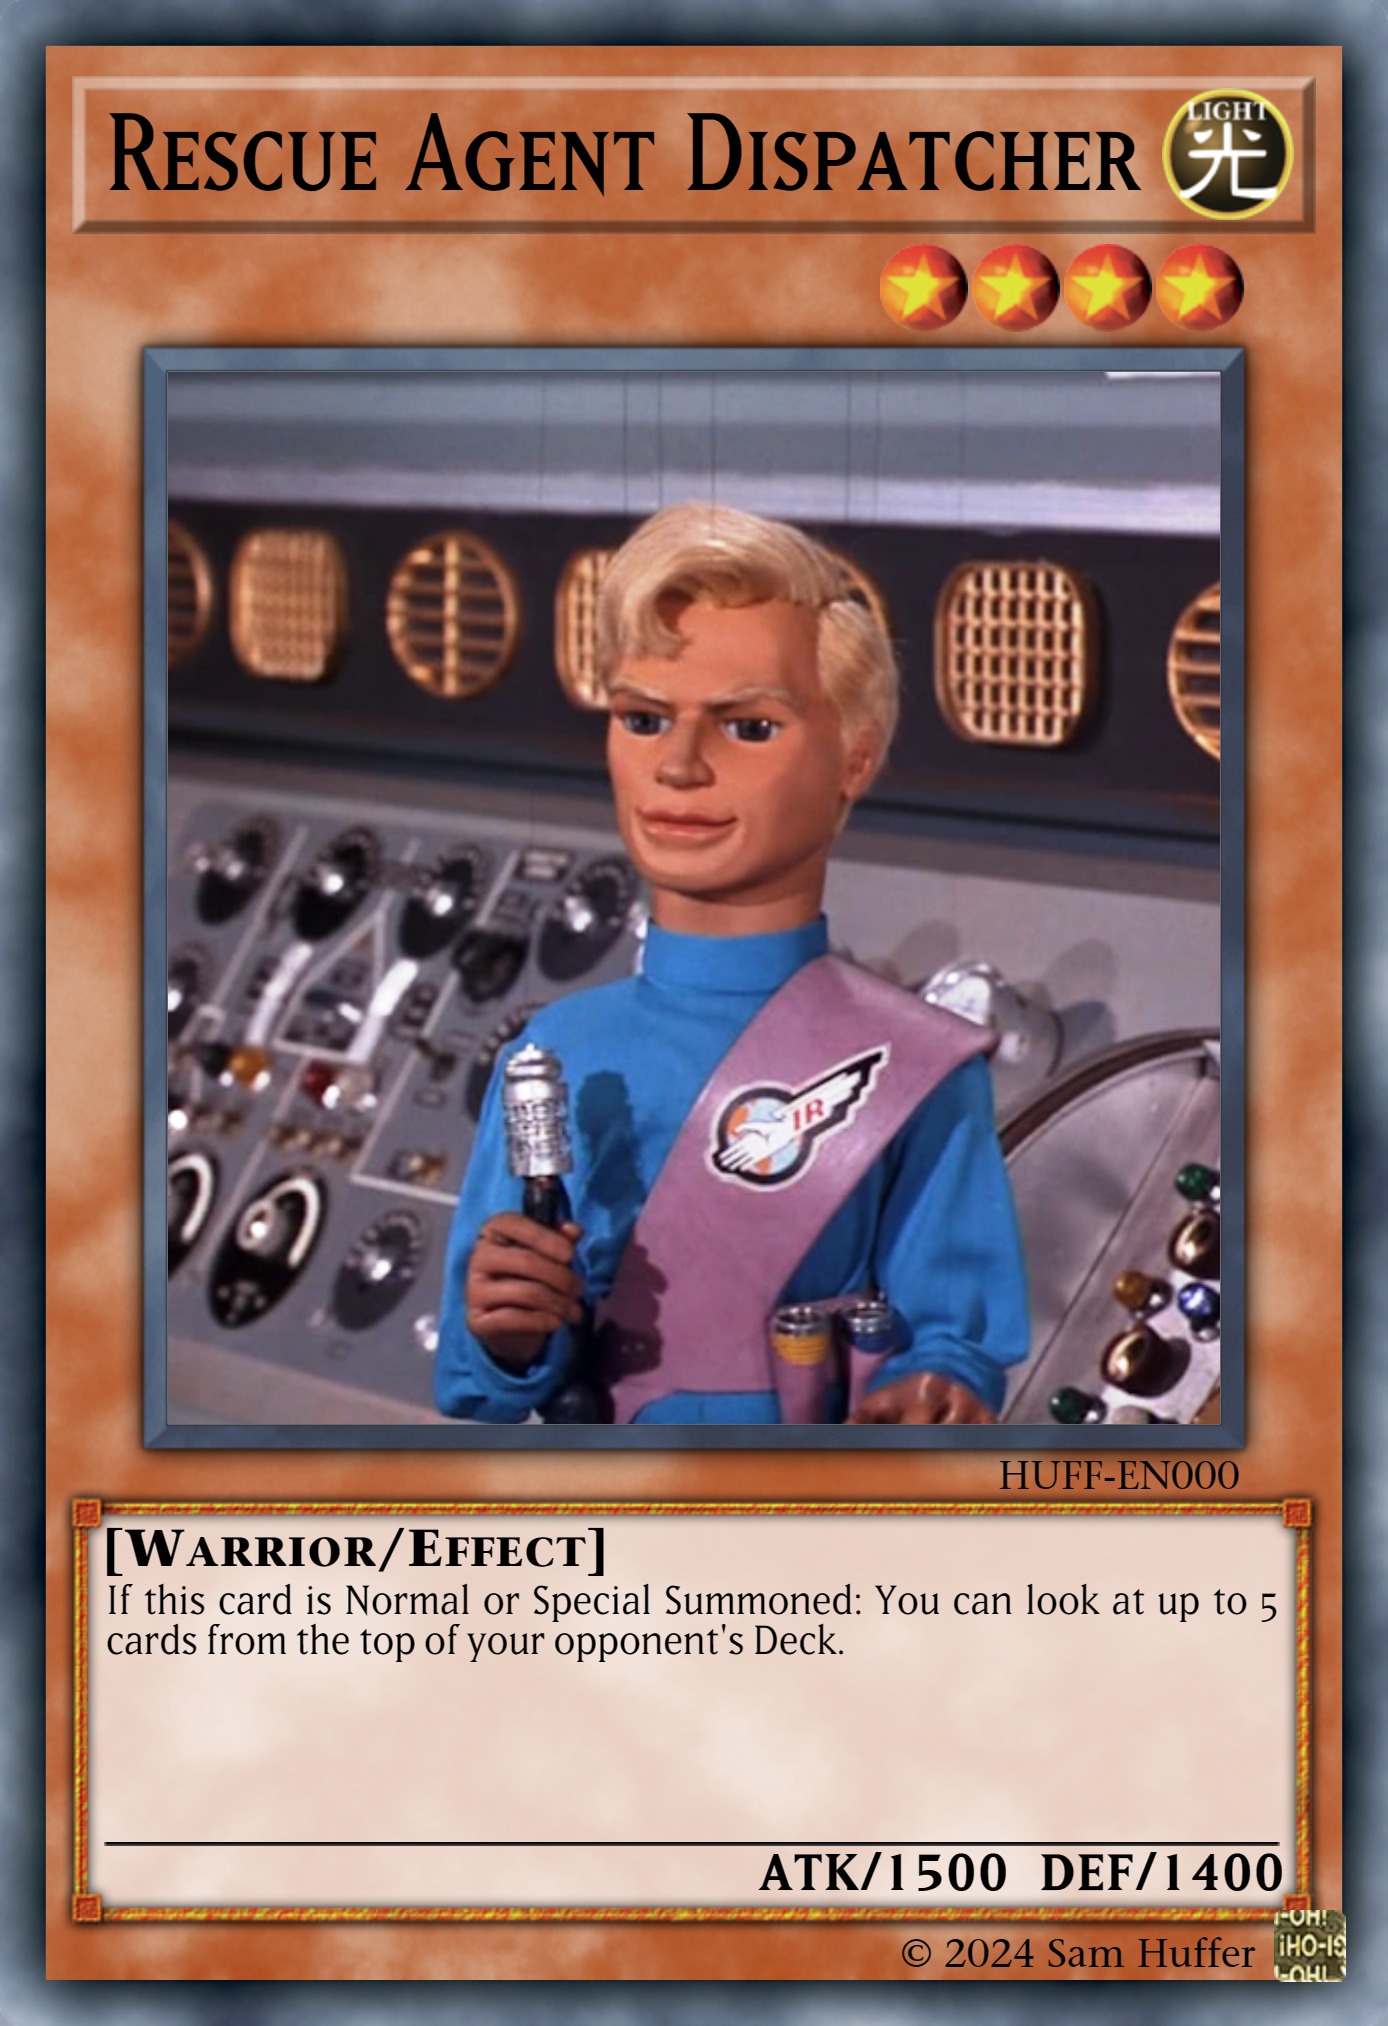 RESCUE AGENT DISPATCHER
LIGHT
光
IR
HUFF-EN000
[WARRIOR/EFFECT]
If this card is Normal or Special Summoned: You can look at up to 5
cards from the top of your opponent's Deck.
ATK/1500 DEF/1400
© 2024 Sam Huffer